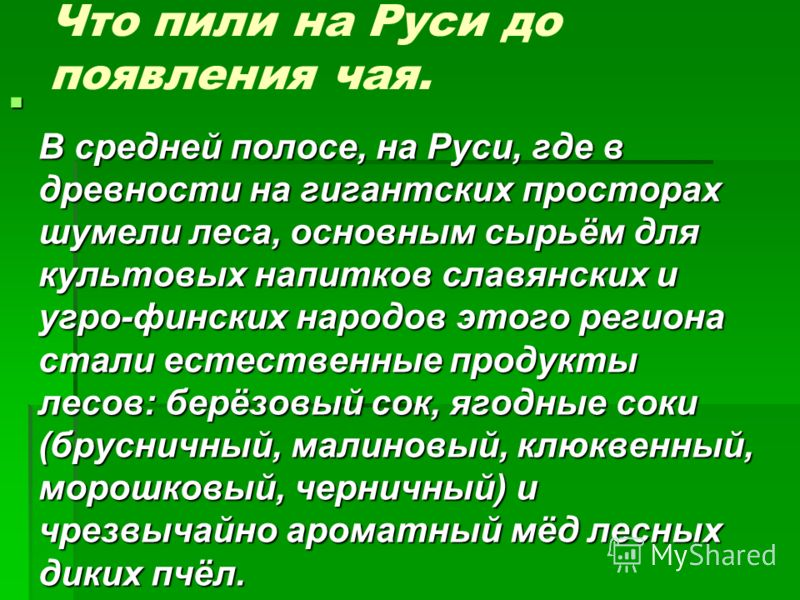 Что пили на Руси до
появления чая.
В средней полосе, на Руси, где в
древности на гигантских просторах
шумели леса, основным сырьём для
культовых напитков славянских и
угро-финских народов этого региона
стали естественные продукты
лесов: берёзовый сок, ягодные соки
(брусничный, малиновый, клюквенный,
морошковый, черничный) и
чрезвычайно ароматный мёд лесных
диких пчёл.
MyShared